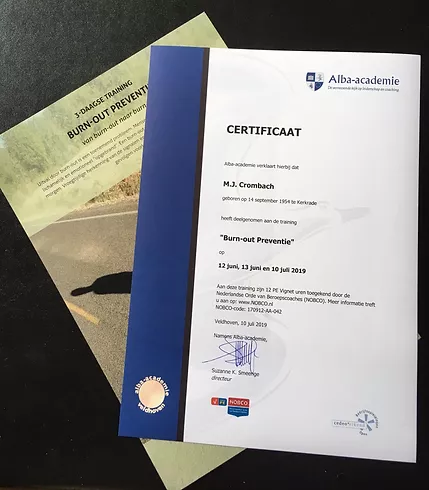 Alba-academie
CERTIFICAAT
Alba-academie verklaart hierbij dat
M.J. Crombach
geboren op 14 september 1954 te Kerkrade
heeft deelgenomen aan de training
"Burn-out Preventie"
op
12 juni, 13 juni en 10 juli 2019
Aan deze training zijn 12 PE Vignet uren toegekend door de
Nederlandse Orde van Beroepscoaches (NOBCO). Meer informatie treft
u aan op: www.NOBCO.nl
NOBCO-code: 170912-AA-042
Veldhoven, 10 juli 2019
Namens Alba-academie,
Suzanne K. Smeenge
directeur
alba-academie
veldhoven
NOBCO
cedeo
3-DAAGSE TRAINING
BURN-OUT PREVENTI
van burn-out naar burn